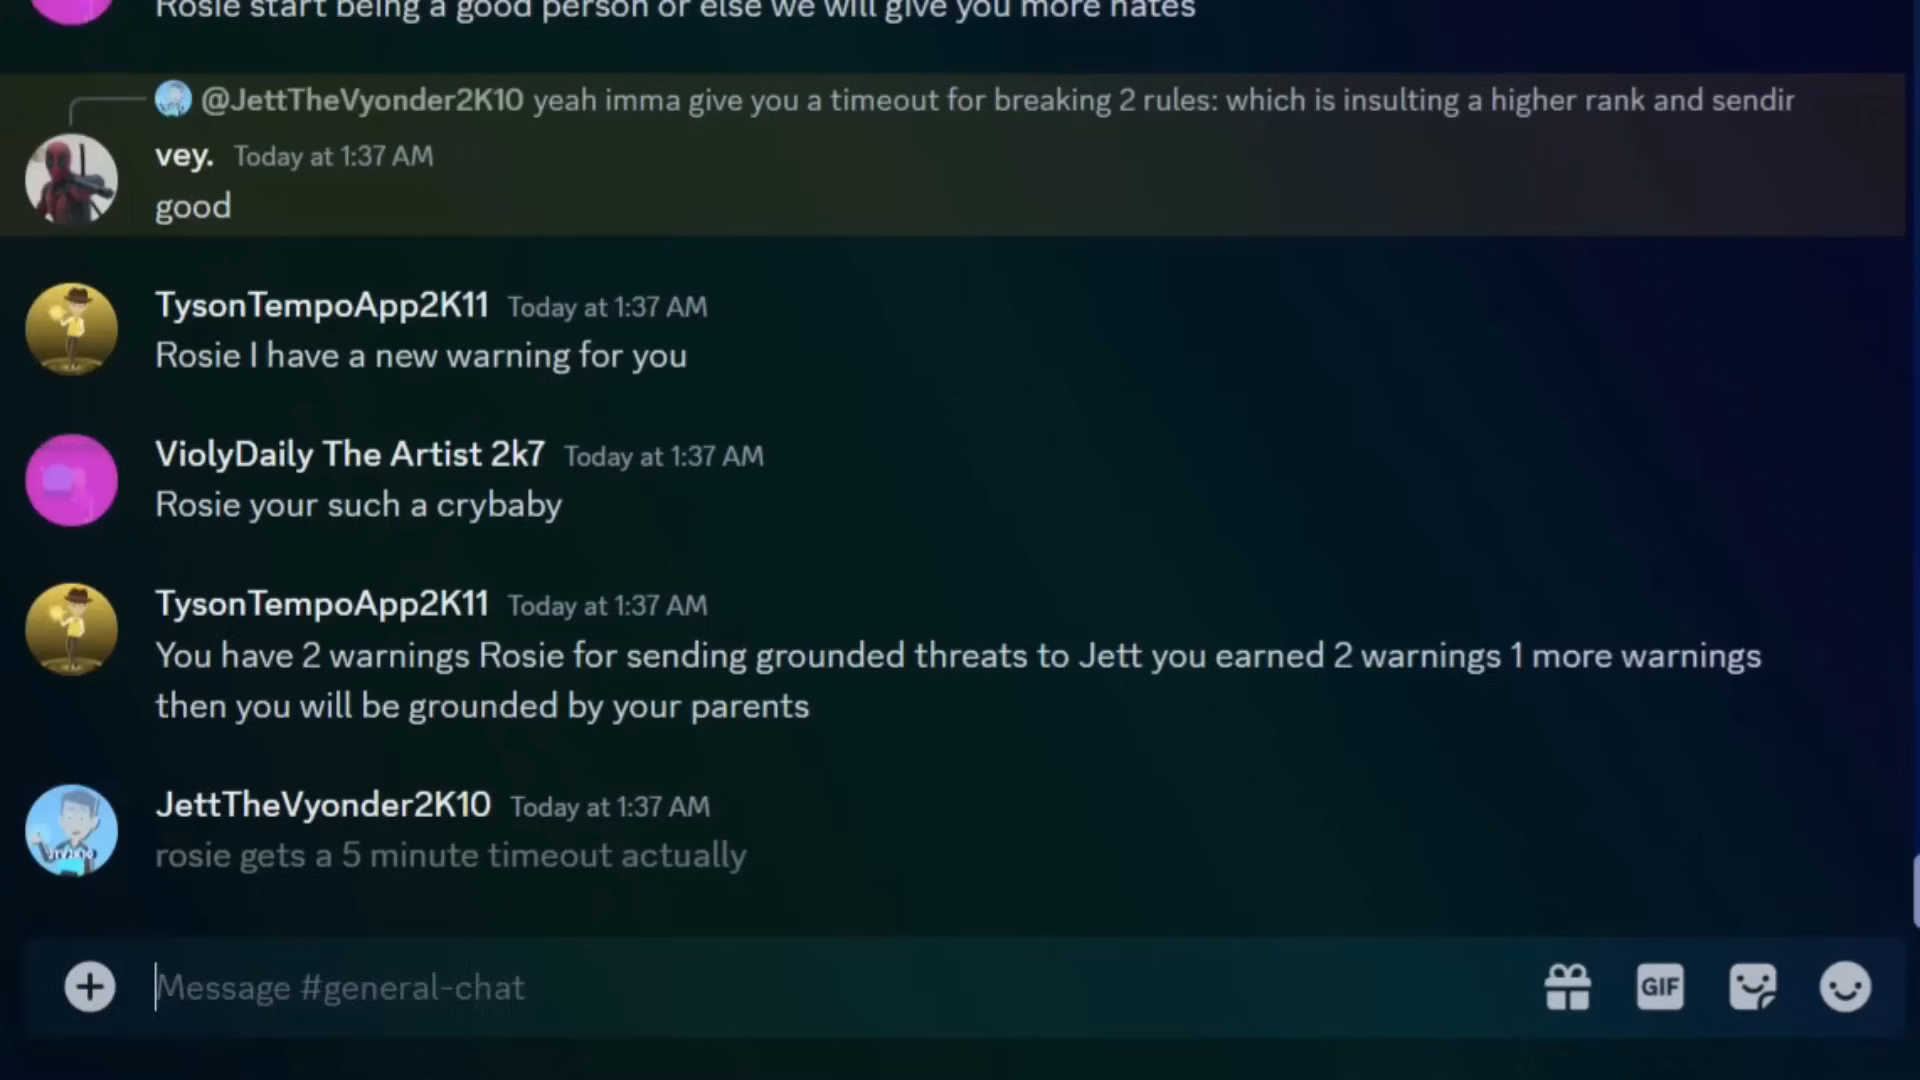 Rosie start being a good person or else we will give you more hates
@JettTheVyonder2K10 yeah imma give you a timeout for breaking 2 rules: which is insulting a higher rank and sendir
vey. Today at 1:37 AM
good
TysonTempoApp2K11 Today at 1:37 AM
Rosie I have a new warning for you
ViolyDaily The Artist 2k7 Today at 1:37 AM
Rosie your such a crybaby
TysonTempoApp2K11 Today at 1:37 AM
You have 2 warnings Rosie for sending grounded threats to Jett you earned 2 warnings 1 more warnings
then you will be grounded by your parents
JettTheVyonder2K10 Today at 1:37 AM
rosie gets a 5 minute timeout actually
Message #general-chat
GIF